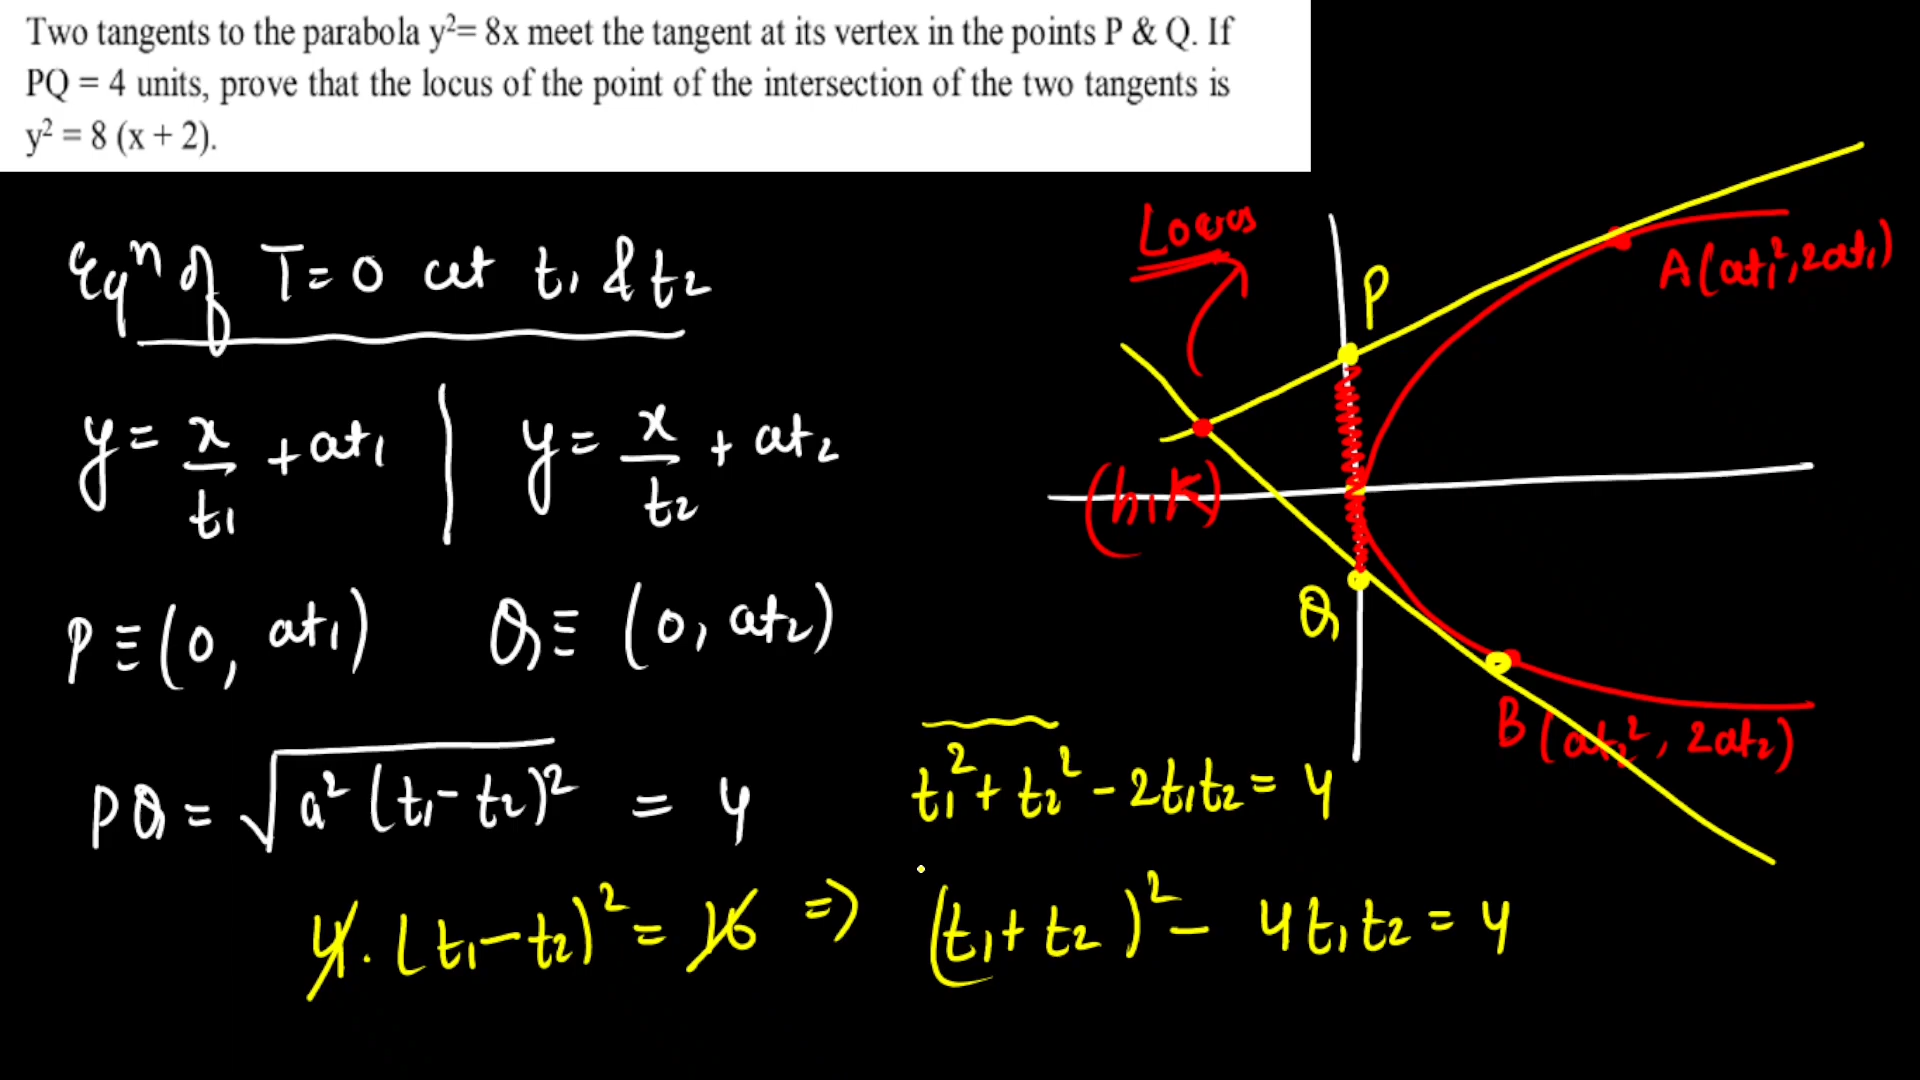 Two tangents to the parabola y²= 8x meet the tangent at its vertex in the points P & Q. If
PQ = 4 units, prove that the locus of the point of the intersection of the two tangents is
y² = 8 (x + 2).
Eqⁿ of T=0 at t₁ & t₂
y = x/t₁ + at₁ | y = x/t₂ + at₂
P ≡ (0, at₁) Q ≡ (0, at₂)
PQ = √(a² (t₁- t₂)²) = 4
4. (t₁-t₂)² = 16 =>
t₁² + t₂² - 2t₁t₂ = 4
(t₁+ t₂)² - 4t₁t₂ = 4
Locus
P
A(at₁², 2at₁)
(h, k)
Q
B(at₂², 2at₂)